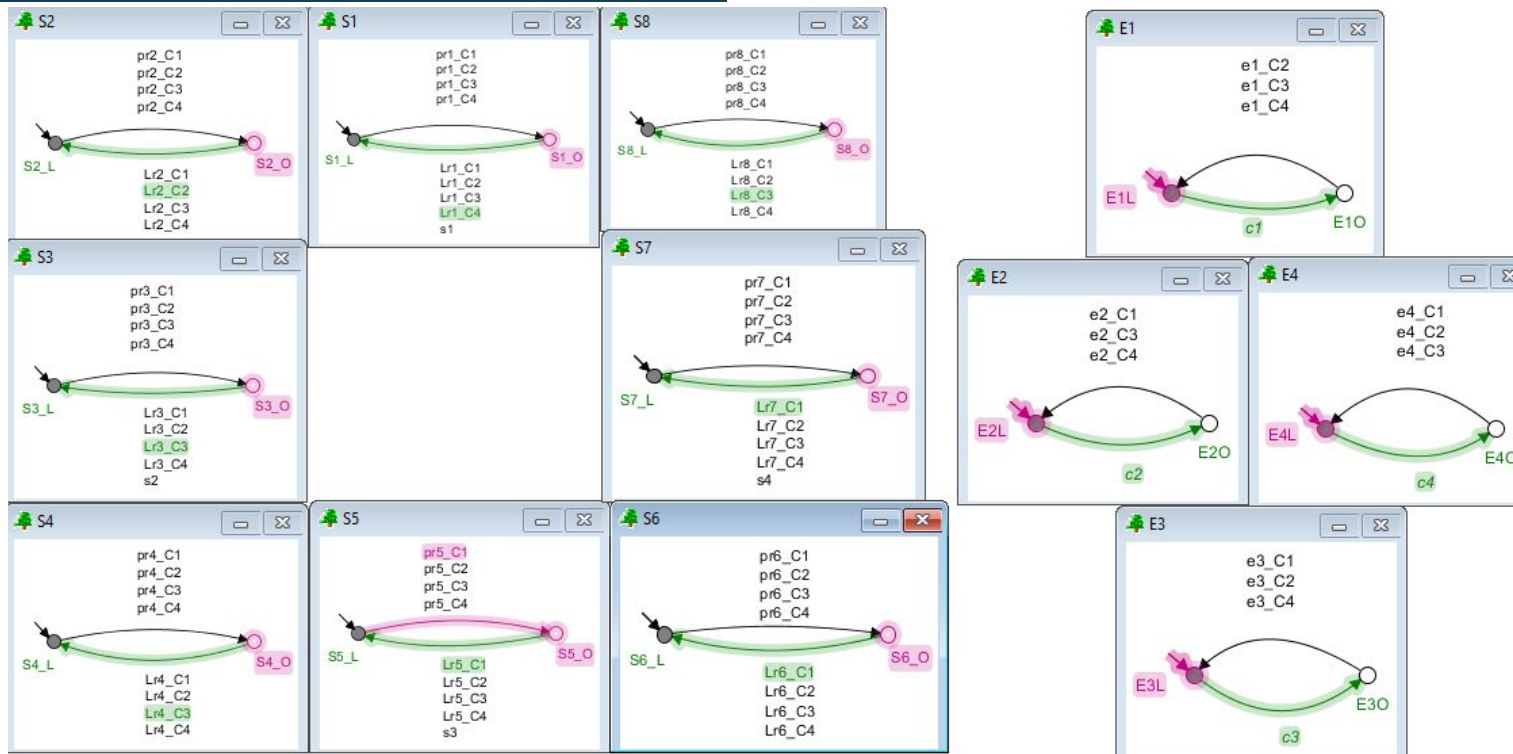 S2
pr2_C1
pr2_C2
pr2_C3
pr2_C4
S2_L
S2_O
Lr2_C1
Lr2_C2
Lr2_C3
Lr2_C4
S1
pr1_C1
pr1_C2
pr1_C3
pr1_C4
S1_L
S1_O
Lr1_C1
Lr1_C2
Lr1_C3
Lr1_C4
s1
S8
pr8_C1
pr8_C2
pr8_C3
pr8_C4
S8_L
S8_O
Lr8_C1
Lr8_C2
Lr8_C3
Lr8_C4
E1
e1_C2
e1_C3
e1_C4
E1L
E1O
c1
S3
pr3_C1
pr3_C2
pr3_C3
pr3_C4
S3_L
S3_O
Lr3_C1
Lr3_C2
Lr3_C3
Lr3_C4
s2
S7
pr7_C1
pr7_C2
pr7_C3
pr7_C4
S7_L
S7_O
Lr7_C1
Lr7_C2
Lr7_C3
Lr7_C4
s4
E2
e2_C1
e2_C3
e2_C4
E2L
E2O
c2
E4
e4_C1
e4_C2
e4_C3
E4L
E4O
c4
S4
pr4_C1
pr4_C2
pr4_C3
pr4_C4
S4_L
S4_O
Lr4_C1
Lr4_C2
Lr4_C3
Lr4_C4
S5
pr5_C1
pr5_C2
pr5_C3
pr5_C4
S5_L
S5_O
Lr5_C1
Lr5_C2
Lr5_C3
Lr5_C4
s3
S6
pr6_C1
pr6_C2
pr6_C3
pr6_C4
S6_L
S6_O
Lr6_C1
Lr6_C2
Lr6_C3
Lr6_C4
E3
e3_C1
e3_C2
e3_C4
E3L
E3O
c3